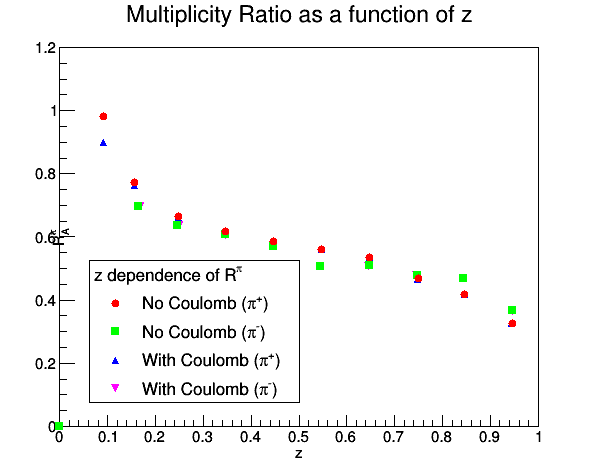 Multiplicity Ratio as a function of z
1.2
1
0.8
0.6
0.4
0.2
0
z dependence of R^π
No Coulomb (π⁺)
No Coulomb (π⁻)
With Coulomb (π⁺)
With Coulomb (π⁻)
0 0.1 0.2 0.3 0.4 0.5 0.6 0.7 0.8 0.9 1
z